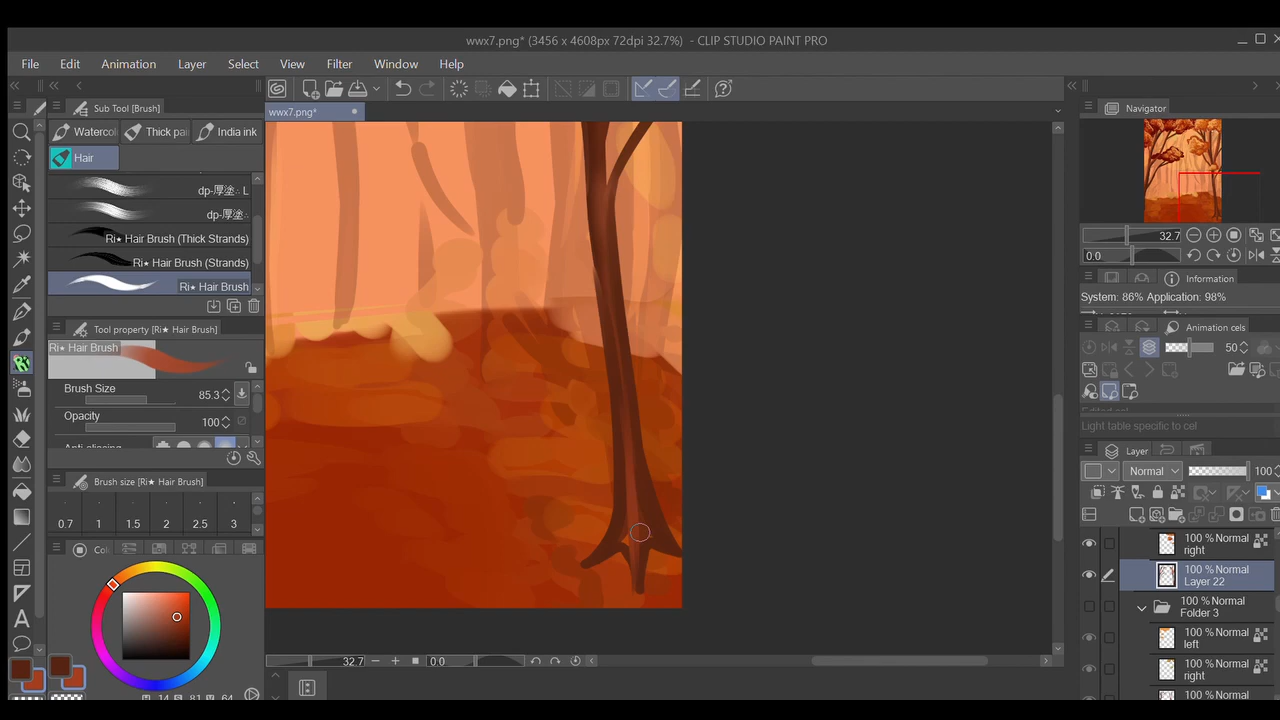 wwx7.png* (3456 x 4608px 72dpi 32.7%) - CLIP STUDIO PAINT PRO
File Edit Animation Layer Select View Filter Window Help
Sub Tool [Brush]
wwx7.png*
Navigator
Watercol Thick pai India ink
Hair
dp-厚塗∴ L
dp-厚塗∴
Ri★ Hair Brush (Thick Strands)
Ri★ Hair Brush (Strands)
Ri★ Hair Brush
32.7
0.0
Information
System: 86% Application: 98%
Tool property [Ri★ Hair Brush]
Ri★ Hair Brush
Animation cels
50
Brush Size 85.3
Opacity 100
Light table specific to cel
Layer
Normal 100
Brush size [Ri★ Hair Brush]
0.7 1 1.5 2 2.5 3
100 % Normal
right
100 % Normal
Layer 22
100 % Normal
Folder 3
100 % Normal
left
100 % Normal
right
32.7
0.0